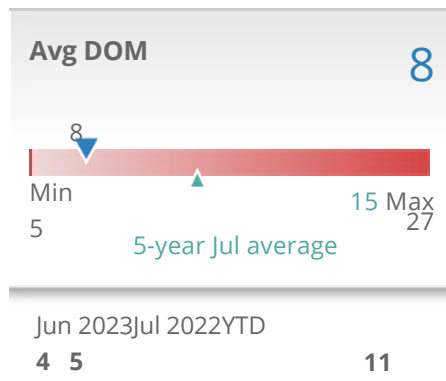 Avg DOM 8
8
Min 15 Max
5 27
5-year Jul average
Jun 2023Jul 2022YTD
4 5 11